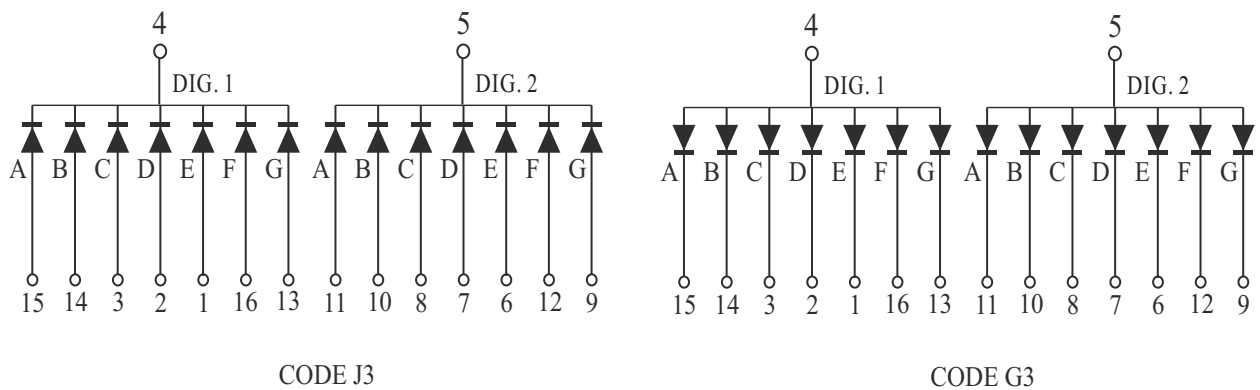 4 5 4 5
DIG. 1 DIG. 2 DIG. 1 DIG. 2
A B C D E F G A B C D E F G A B C D E F G A B C D E F G
15 14 3 2 1 16 13 11 10 8 7 6 12 9 15 14 3 2 1 16 13 11 10 8 7 6 12 9
CODE J3 CODE G3